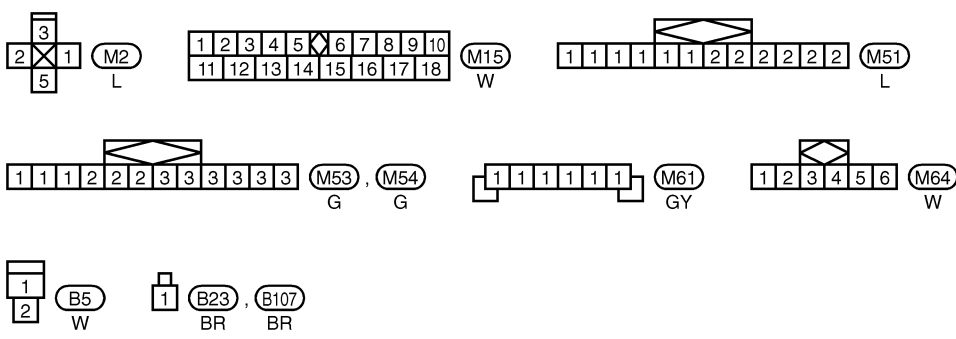 3
2 1 M2
5
L
1 2 3 4 5 6 7 8 9 10
11 12 13 14 15 16 17 18
M15
W
1 1 1 1 1 1 2 2 2 2 2 2 M51
L
1 1 1 2 2 2 3 3 3 3 3 3 M53 , M54
G G
1 1 1 1 1 1 M61
GY
1 2 3 4 5 6 M64
W
1
2
B5
W
1 B23 , B107
BR BR